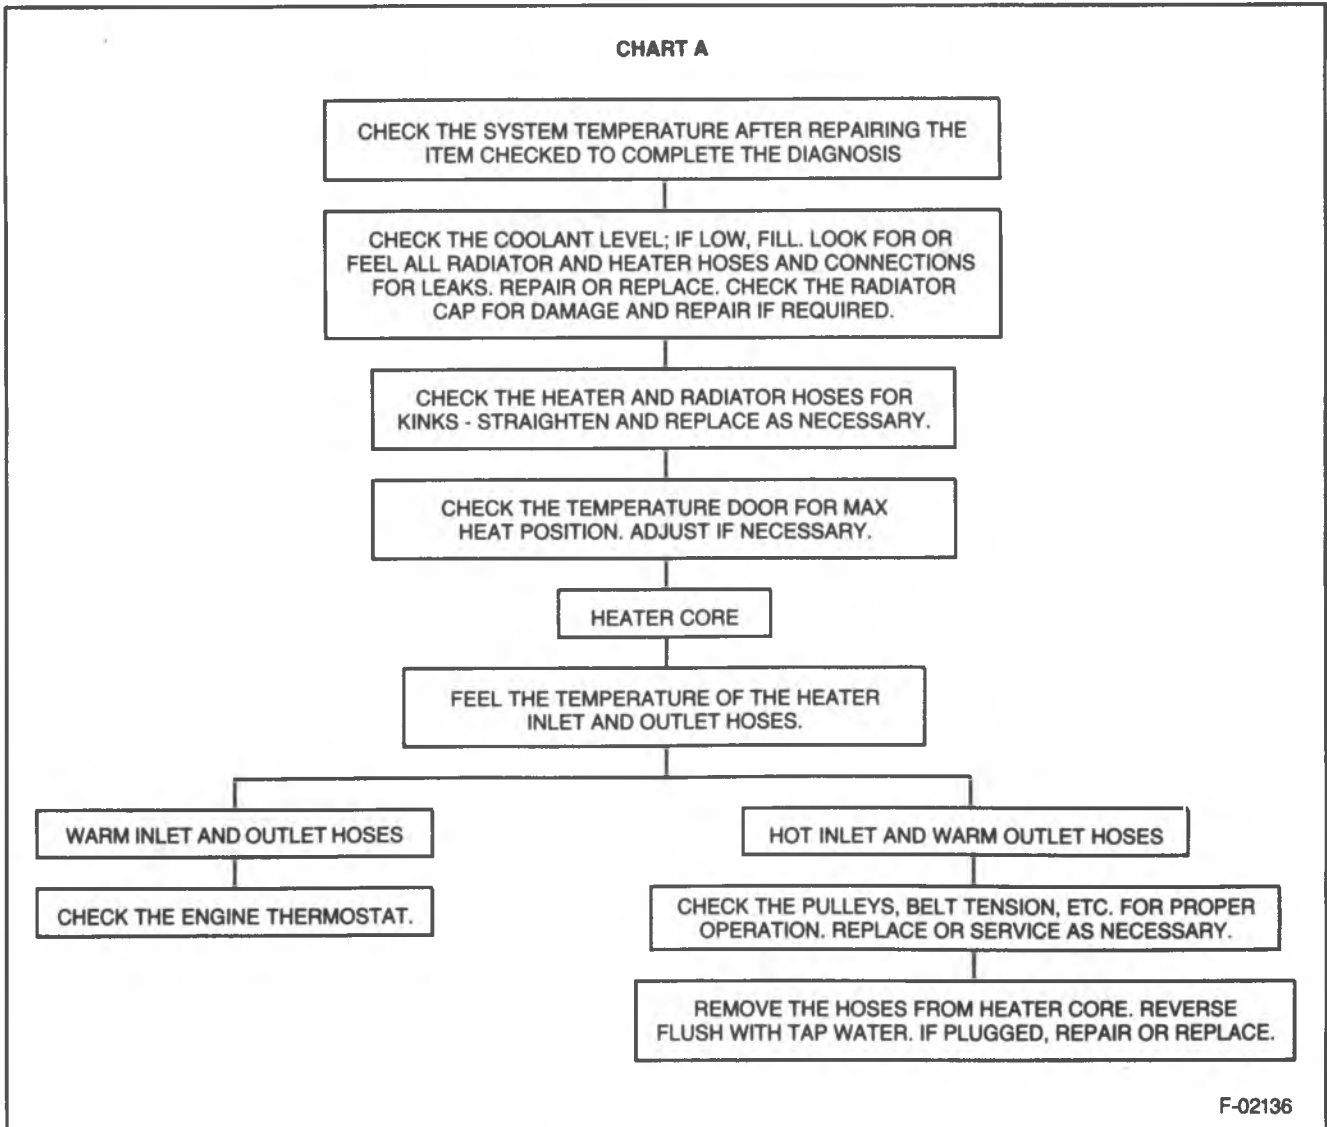 CHART A
CHECK THE SYSTEM TEMPERATURE AFTER REPAIRING THE
ITEM CHECKED TO COMPLETE THE DIAGNOSIS
CHECK THE COOLANT LEVEL; IF LOW, FILL. LOOK FOR OR
FEEL ALL RADIATOR AND HEATER HOSES AND CONNECTIONS
FOR LEAKS. REPAIR OR REPLACE. CHECK THE RADIATOR
CAP FOR DAMAGE AND REPAIR IF REQUIRED.
CHECK THE HEATER AND RADIATOR HOSES FOR
KINKS - STRAIGHTEN AND REPLACE AS NECESSARY.
CHECK THE TEMPERATURE DOOR FOR MAX
HEAT POSITION. ADJUST IF NECESSARY.
HEATER CORE
FEEL THE TEMPERATURE OF THE HEATER
INLET AND OUTLET HOSES.
WARM INLET AND OUTLET HOSES
CHECK THE ENGINE THERMOSTAT.
HOT INLET AND WARM OUTLET HOSES
CHECK THE PULLEYS, BELT TENSION, ETC. FOR PROPER
OPERATION. REPLACE OR SERVICE AS NECESSARY.
REMOVE THE HOSES FROM HEATER CORE. REVERSE
FLUSH WITH TAP WATER. IF PLUGGED, REPAIR OR REPLACE.
F-02136